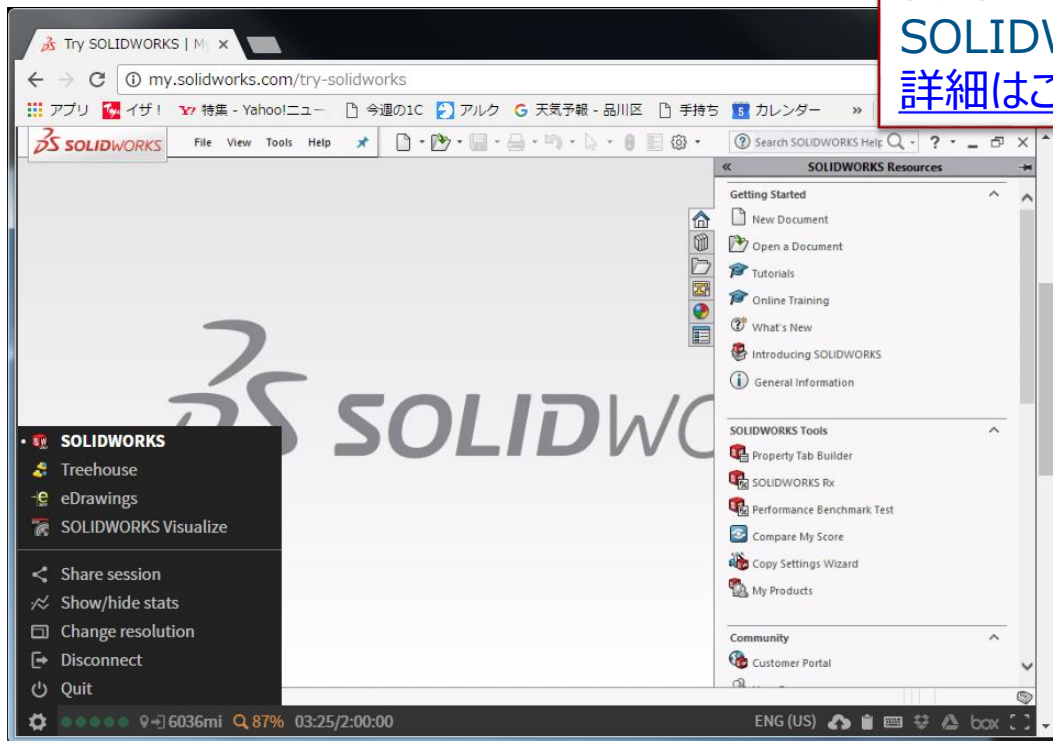 SOLIDW
詳細はこ
Try SOLIDWORKS | M
my.solidworks.com/try-solidworks
アプリ イザ！ 特集 - Yahoo!ニュー 今週の1C アルク 天気予報 - 品川区 手持ち カレンダー »
SOLIDWORKS File View Tools Help Search SOLIDWORKS Help ?
SOLIDWORKS Resources
Getting Started
New Document
Open a Document
Tutorials
Online Training
What's New
Introducing SOLIDWORKS
General Information
SOLIDWORKS Tools
Property Tab Builder
SOLIDWORKS Rx
Performance Benchmark Test
Compare My Score
Copy Settings Wizard
My Products
Community
Customer Portal
SOLIDWO
SOLIDWORKS
Treehouse
eDrawings
SOLIDWORKS Visualize
Share session
Show/hide stats
Change resolution
Disconnect
Quit
6036mi 87% 03:25/2:00:00 ENG (US) box